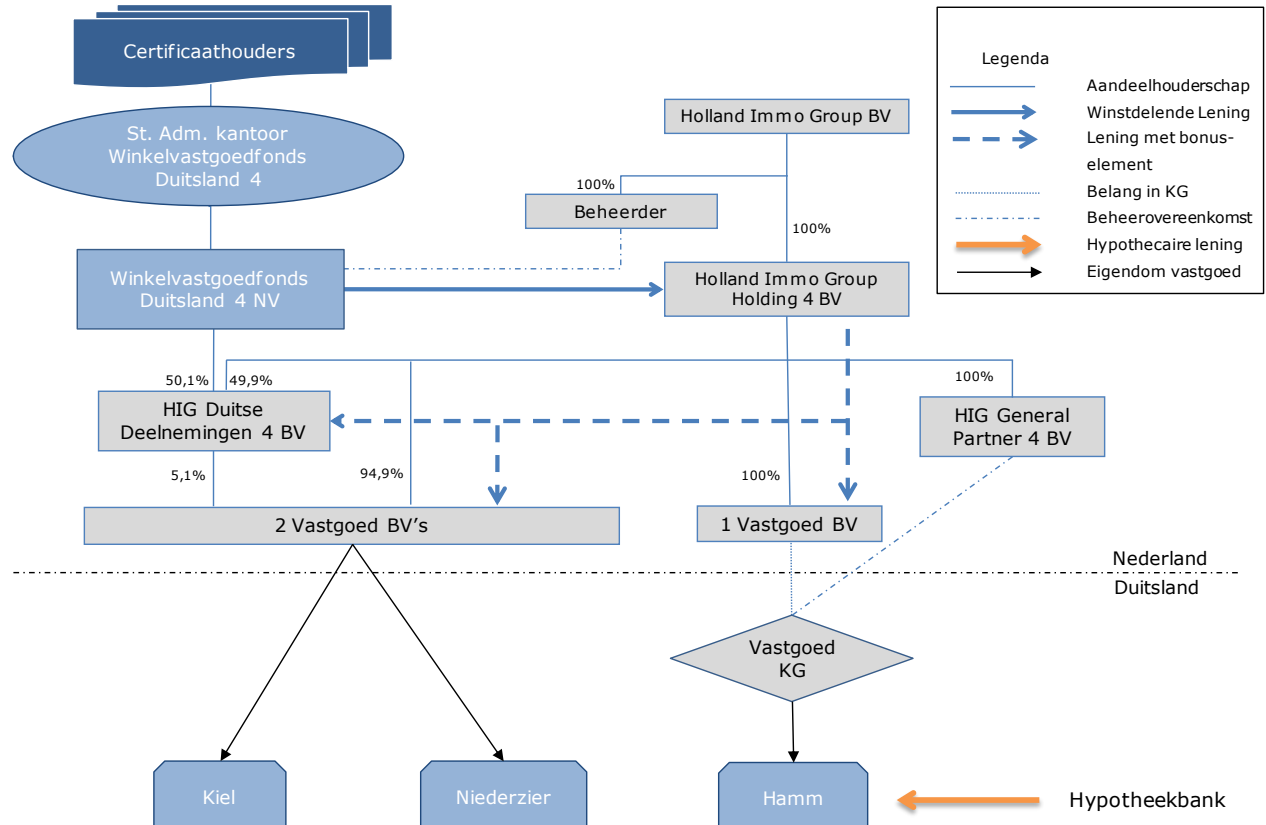 Certificaathouders
St. Adm. kantoor
Winkelvastgoedfonds
Duitsland 4
Holland Immo Group BV
100%
Beheerder
100%
Winkelvastgoedfonds
Duitsland 4 NV
Holland Immo Group
Holding 4 BV
50,1%
49,9%
100%
HIG Duitse
Deelnemingen 4 BV
HIG General
Partner 4 BV
5,1%
94,9%
100%
2 Vastgoed BV's
1 Vastgoed BV
Nederland
Duitsland
Vastgoed
KG
Kiel
Niederzier
Hamm
Hypotheekbank
Legenda
Aandeelhouderschap
Winstdelende Lening
Lening met bonus-
element
Belang in KG
Beheerovereenkomst
Hypothecaire lening
Eigendom vastgoed